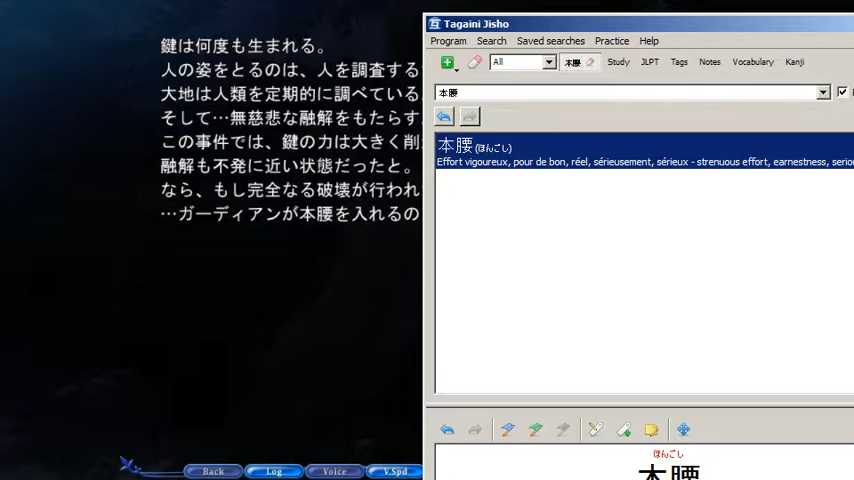 鍵は何度も生まれる。
人の姿をとるのは、人を調査する
大地は人類を定期的に調べている
そして…無慈悲な融解をもたらす
この事件では、鍵の力は大きく削
融解も不発に近い状態だったと。
なら、もし完全なる破壊が行われ
…ガーディアンが本腰を入れるの
Back
Log
Voice
V.Spd
Tagaini Jisho
Program Search Saved searches Practice Help
All 本腰 Study JLPT Tags Notes Vocabulary Kanji
本腰
本腰 (ほんごし)
Effort vigoureux, pour de bon, réel, sérieusement, sérieux - strenuous effort, earnestness, seriou
ほんごし
本腰